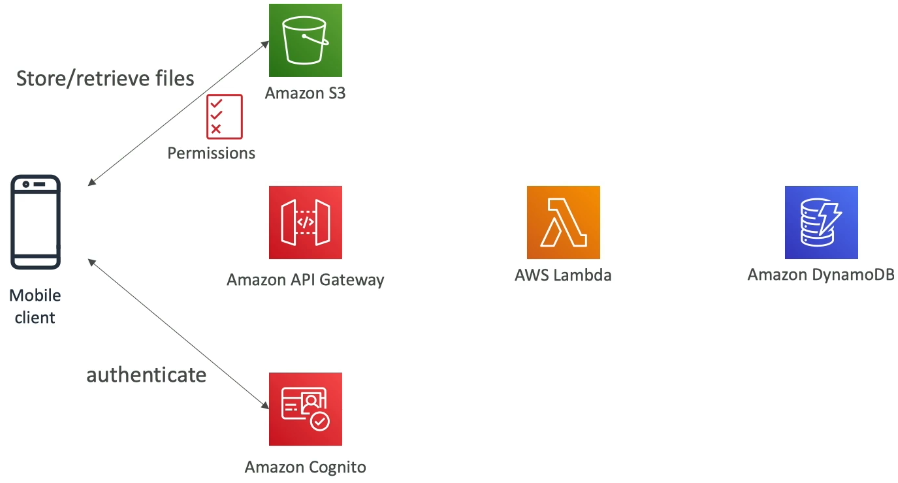 Store/retrieve files
Amazon S3
Permissions
Mobile
client
Amazon API Gateway
AWS Lambda
Amazon DynamoDB
authenticate
Amazon Cognito